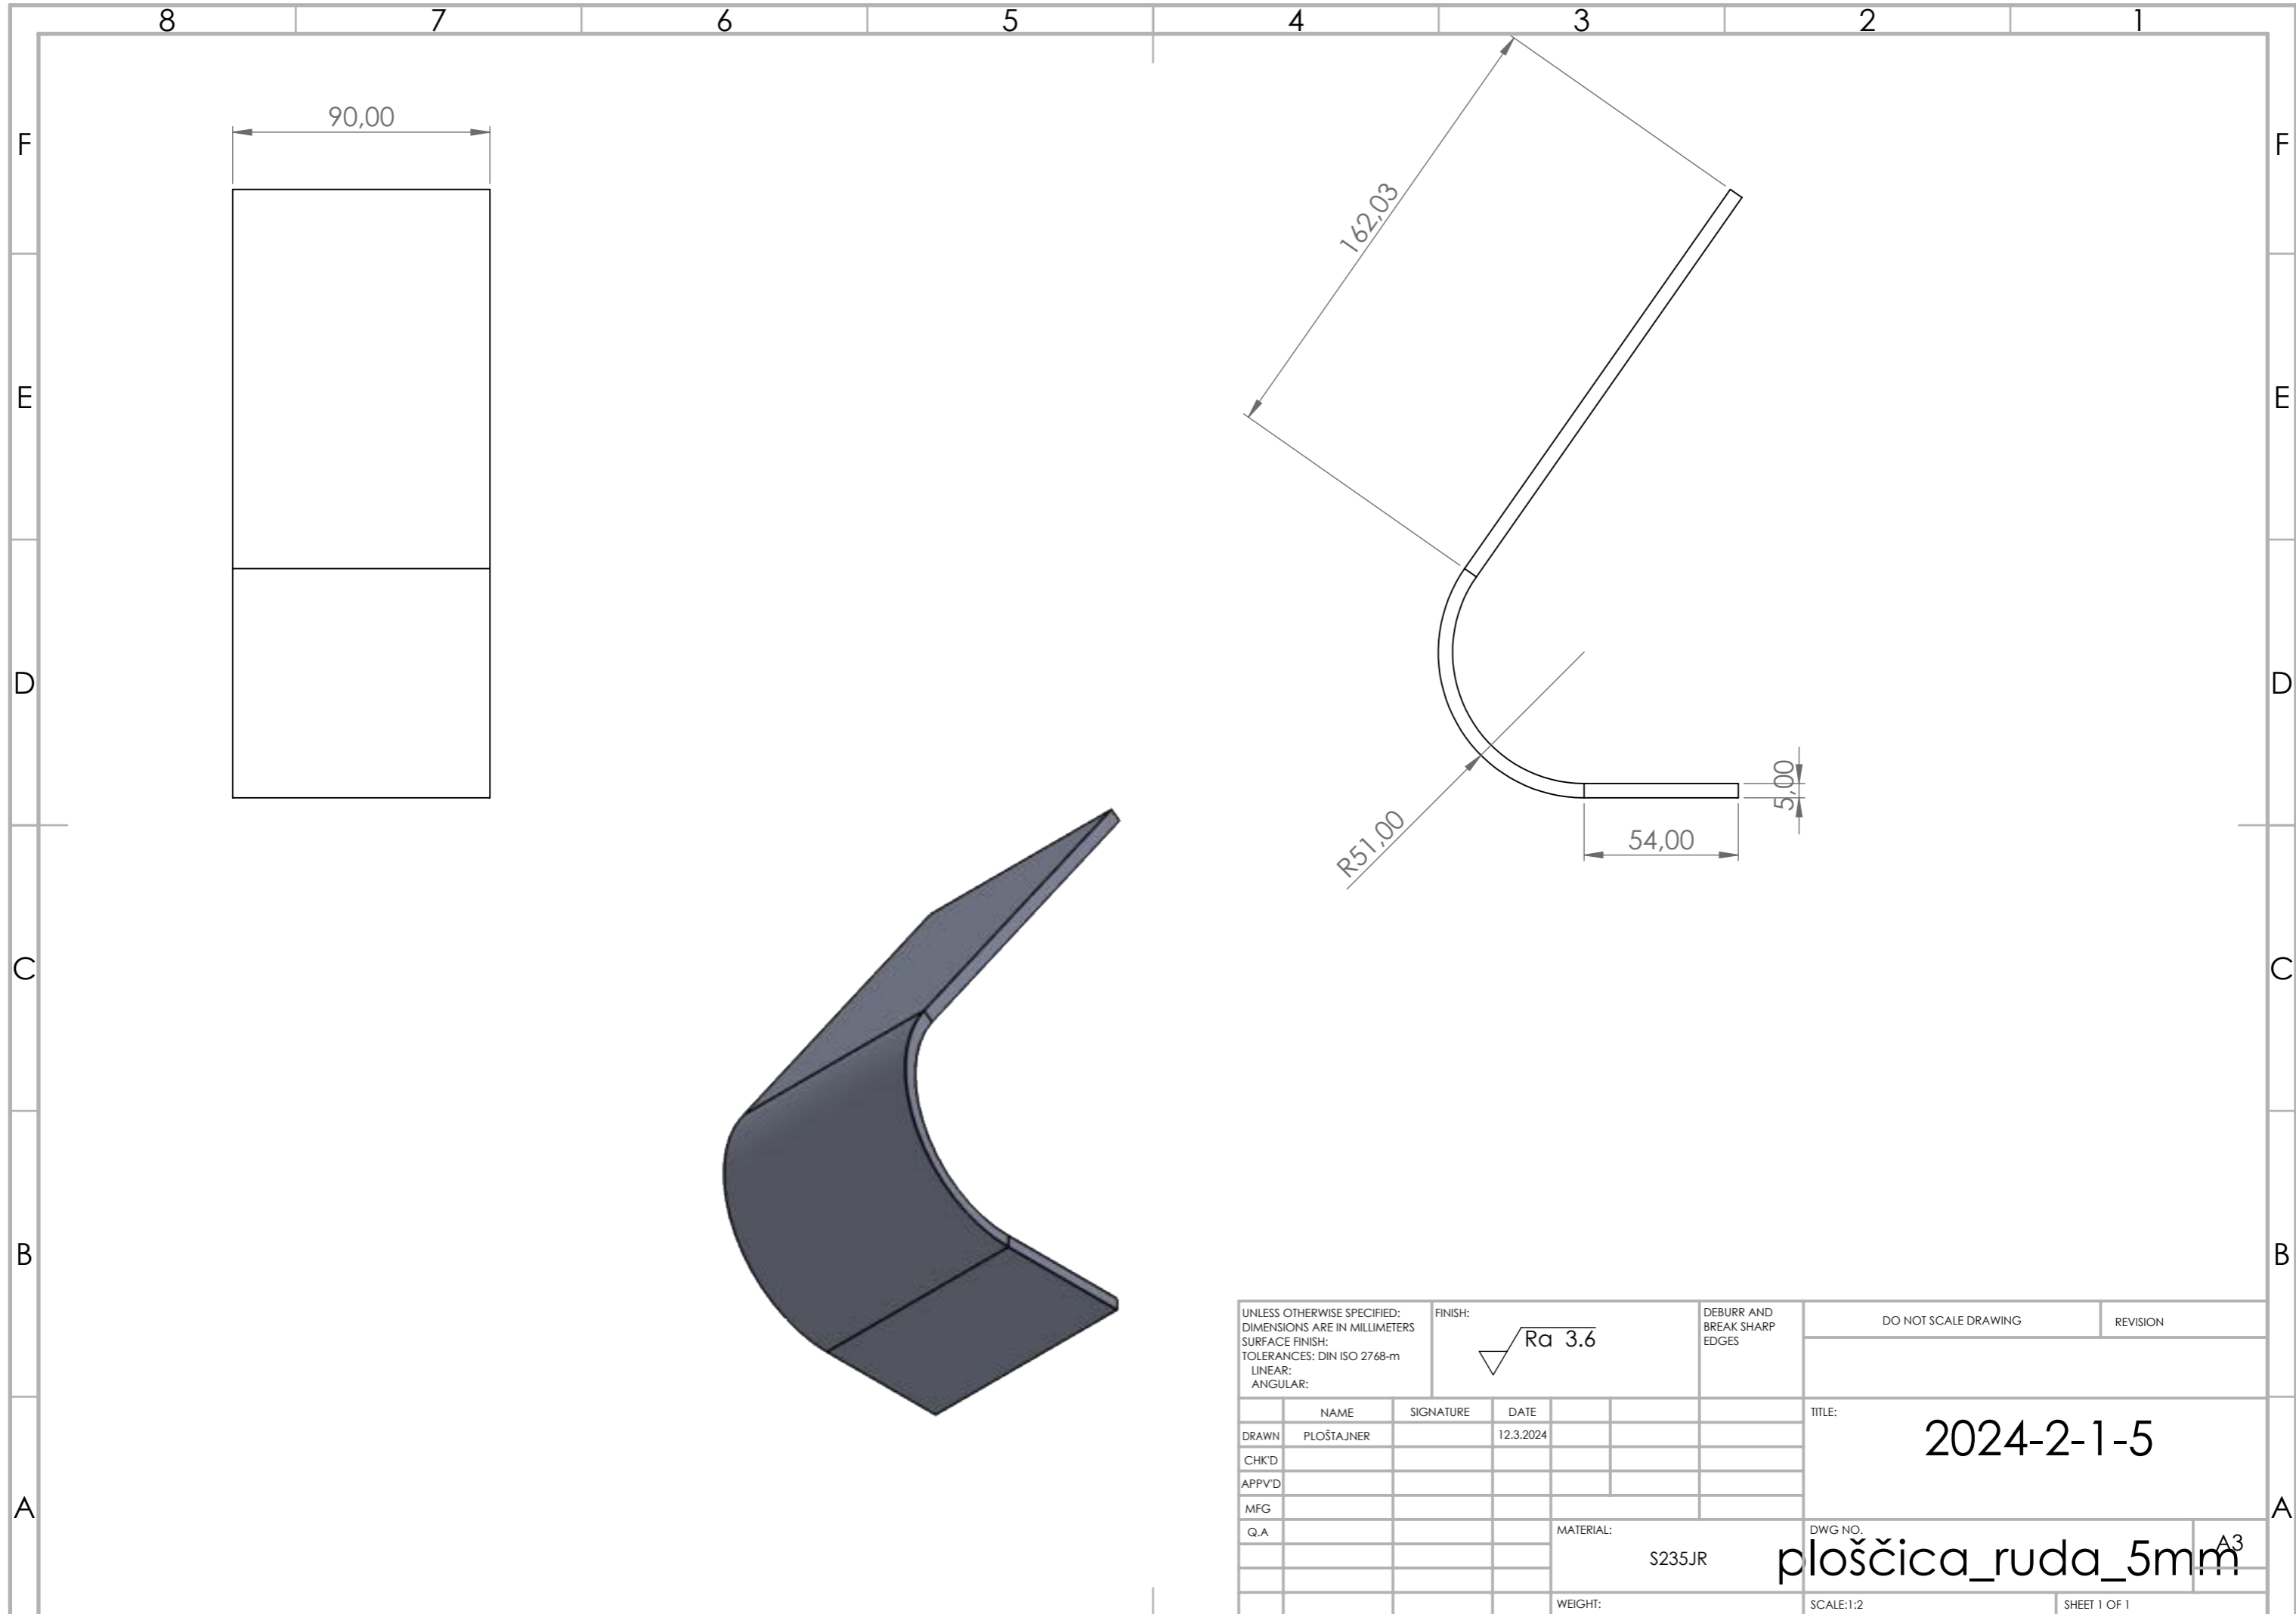 8 7 6 5 4 3 2 1
F F
90,00
162,03
E E
D D
5,00
R51,00
54,00
C C
B B
UNLESS OTHERWISE SPECIFIED:
DIMENSIONS ARE IN MILLIMETERS
SURFACE FINISH:
TOLERANCES: DIN ISO 2768-m
LINEAR:
ANGULAR:
FINISH:
Ra 3.6
DEBURR AND
BREAK SHARP
EDGES
DO NOT SCALE DRAWING
REVISION
NAME SIGNATURE DATE
DRAWN PLOŠTAJNER 12.3.2024
CHK'D
APPV'D
MFG
Q.A
TITLE:
2024-2-1-5
A A
MATERIAL:
S235JR
DWG NO.
ploščica_ruda_5mm
A3
WEIGHT:
SCALE:1:2
SHEET 1 OF 1